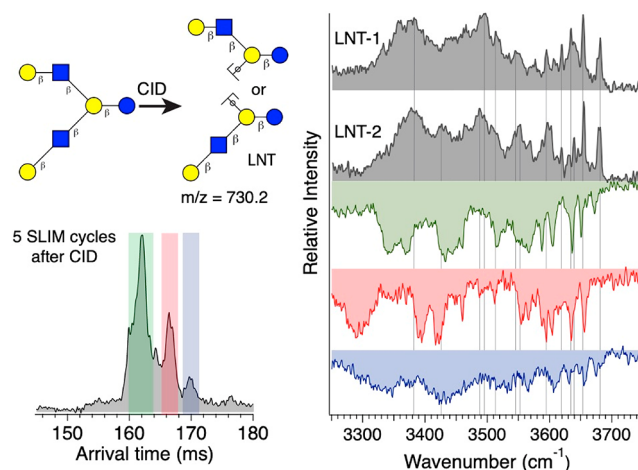 β
β
β
β
β
CID
β
β
β
or
β
β
β
LNT
m/z = 730.2
5 SLIM cycles
after CID
150
160
170
180
Arrival time (ms)
Relative Intensity
LNT-1
LNT-2
3300
3400
3500
3600
3700
Wavenumber (cm⁻¹)